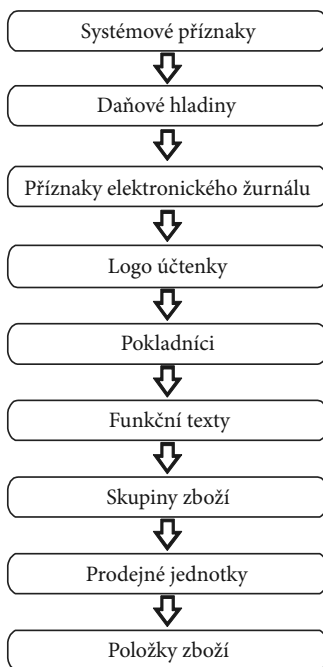 Systémové příznaky
Daňové hladiny
Příznaky elektronického žurnálu
Logo účtenky
Pokladníci
Funkční texty
Skupiny zboží
Prodejné jednotky
Položky zboží